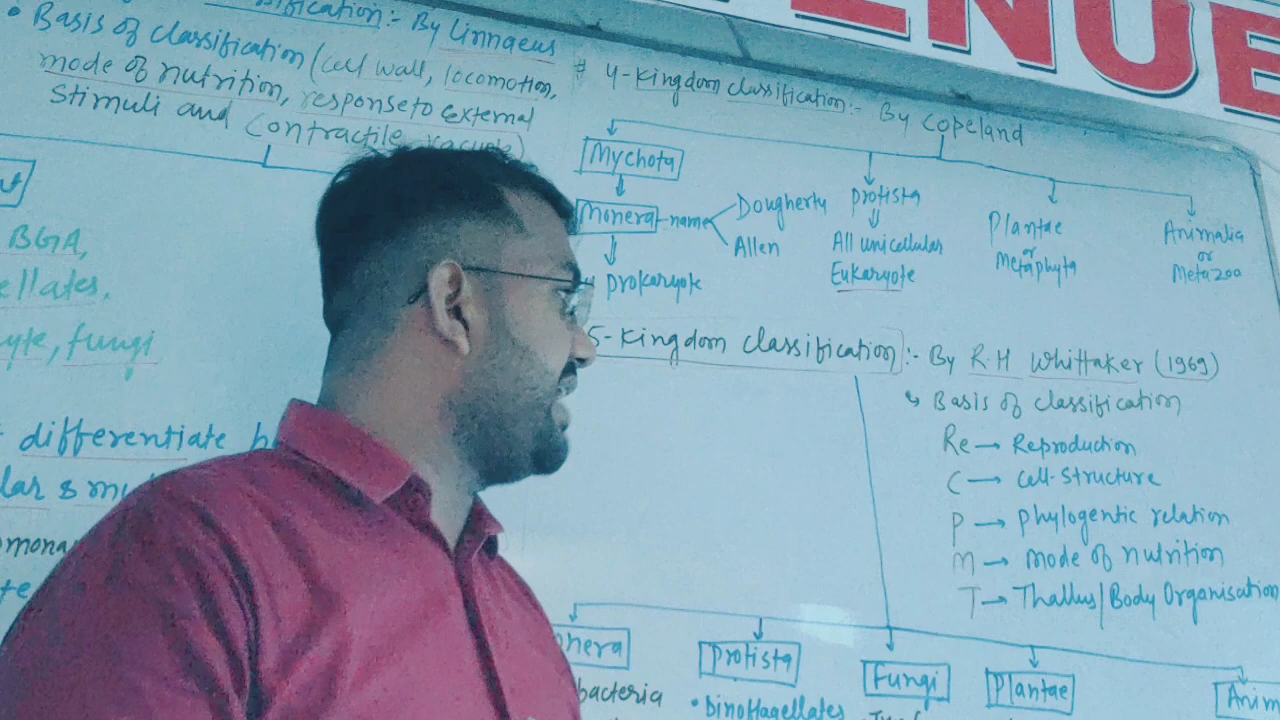 ENUE
sification:- By Linnaeus
• Basis of classification (cell wall, locomotion,
mode of nutrition, response to external
Stimuli and contractile
BGA,
ellates,
yte, fungi
differentiate
lar & mu
omona
te
# 4-Kingdom classification:- By Copeland
Mychota
Monera name Dougherty
Allen
Prokaryote
Protista
All unicellular
Eukaryote
Plantae
or
Metaphyta
Animalia
or
Metazoa
5-Kingdom classification:- By R.H Whittaker (1969)
↳ Basis of classification
Re → Reproduction
C → Cell-Structure
P → Phylogentic relation
M → Mode of nutrition
T → Thallus/Body Organisation
onera
bacteria
Protista
• Dinoflagellates
Fungi
Plantae
Anim